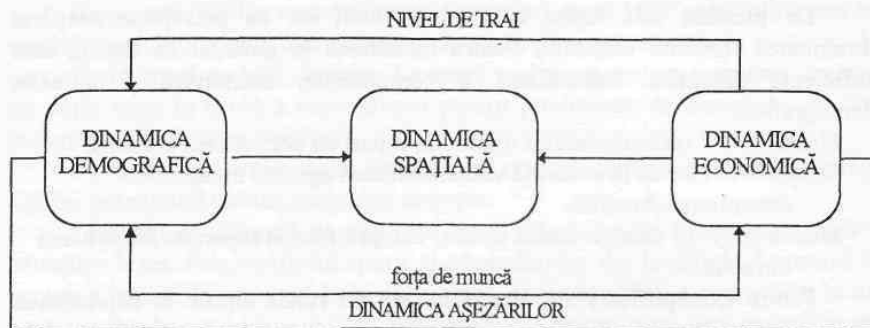 NIVEL DE TRAI
DINAMICA
DEMOGRAFICĂ
DINAMICA
SPAȚIALĂ
DINAMICA
ECONOMICĂ
forța de muncă
DINAMICA AȘEZĂRILOR